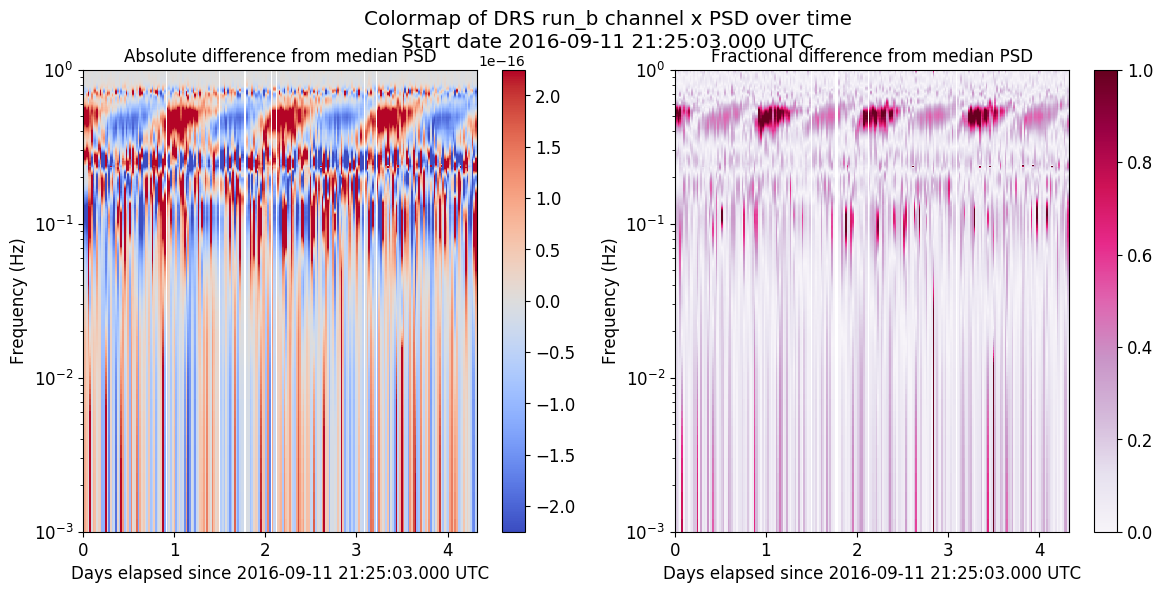 Colormap of DRS run_b channel x PSD over time
Start date 2016-09-11 21:25:03.000 UTC
Absolute difference from median PSD
1e−16
10⁰
10⁻¹
10⁻²
10⁻³
Frequency (Hz)
0 1 2 3 4
Days elapsed since 2016-09-11 21:25:03.000 UTC
2.0
1.5
1.0
0.5
0.0
−0.5
−1.0
−1.5
−2.0
Fractional difference from median PSD
10⁰
10⁻¹
10⁻²
10⁻³
Frequency (Hz)
0 1 2 3 4
Days elapsed since 2016-09-11 21:25:03.000 UTC
1.0
0.8
0.6
0.4
0.2
0.0